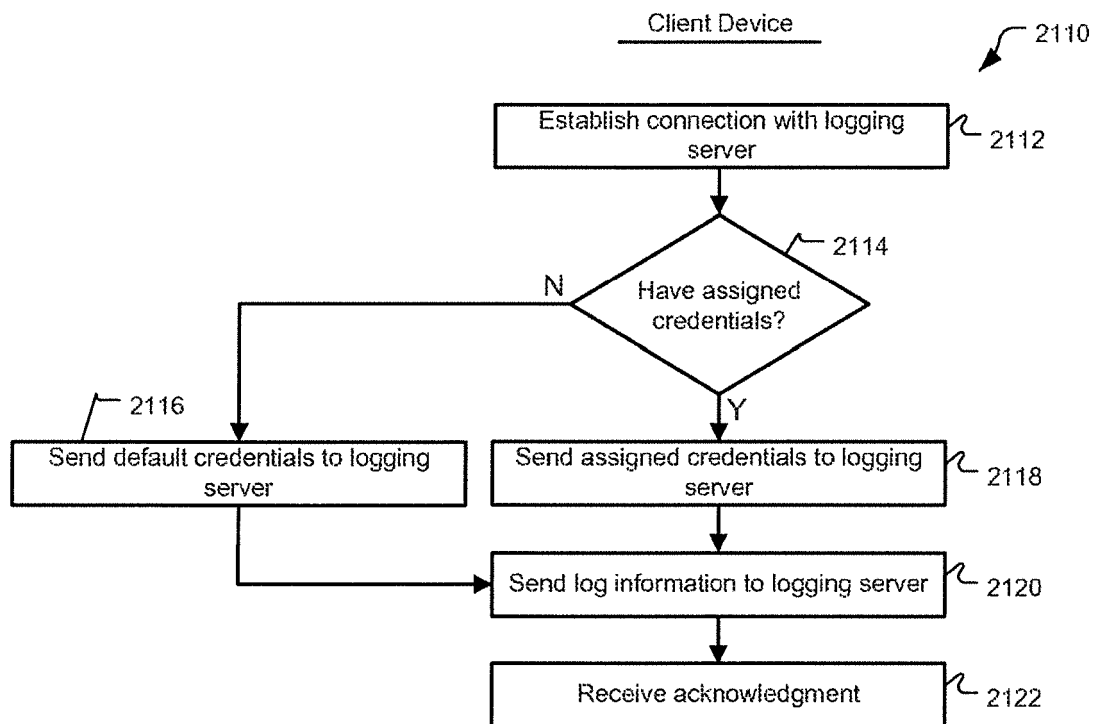 Client Device
2110
Establish connection with logging
server
2112
2114
Have assigned
credentials?
N
Y
2116
Send default credentials to logging
server
Send assigned credentials to logging
server
2118
Send log information to logging server
2120
Receive acknowledgment
2122